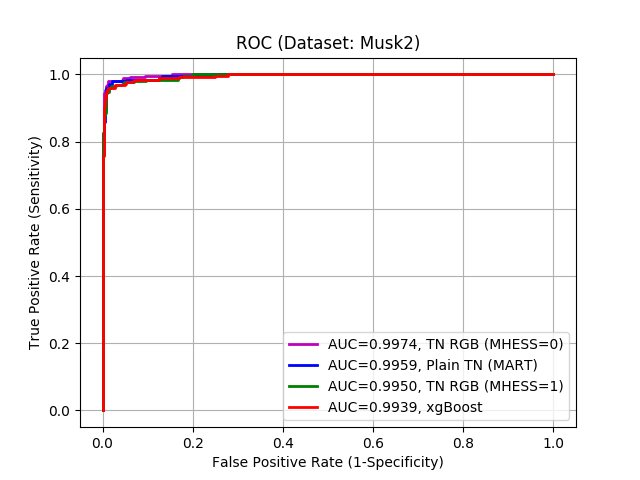 ROC (Dataset: Musk2)
True Positive Rate (Sensitivity)
1.0
0.8
0.6
0.4
0.2
0.0
AUC=0.9974, TN RGB (MHESS=0)
AUC=0.9959, Plain TN (MART)
AUC=0.9950, TN RGB (MHESS=1)
AUC=0.9939, xgBoost
0.0 0.2 0.4 0.6 0.8 1.0
False Positive Rate (1-Specificity)